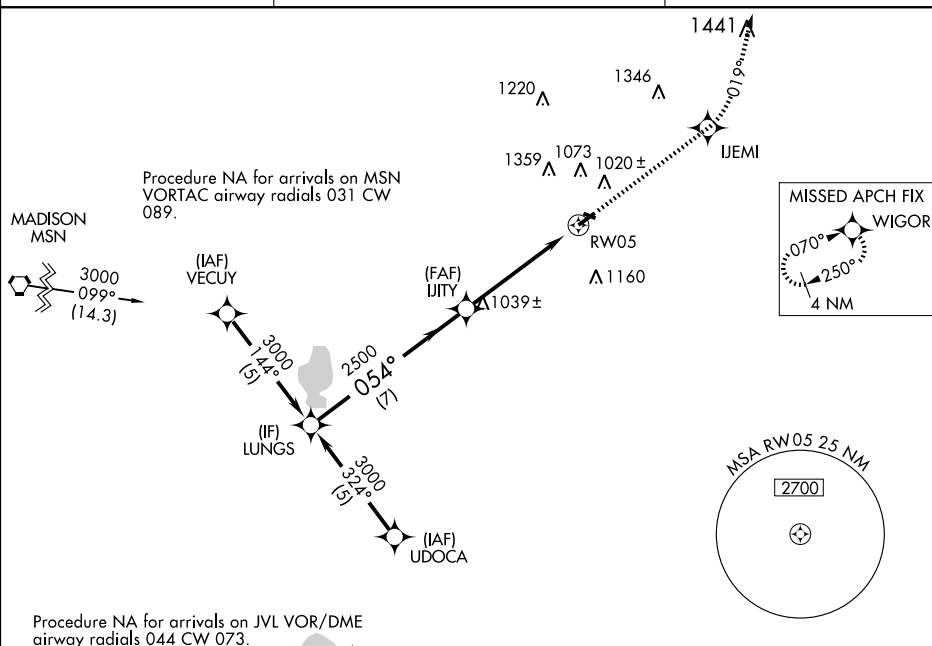 1441
019°
1346
1220
IJEMI
1359
1073
1020 ±
Procedure NA for arrivals on MSN
VORTAC airway radials 031 CW
089.
MISSED APCH FIX
WIGOR
070°
250°
4 NM
MADISON
MSN
3000
099°
(14.3)
(IAF)
VECUY
RW05
1160
(FAF)
IJITY
1039 ±
3000
144°
(5)
2500
054°
(7)
(IF)
LUNGS
3000
324°
(5)
(IAF)
UDOCA
MSA RW05 25 NM
2700
Procedure NA for arrivals on JVL VOR/DME
airway radials 044 CW 073.